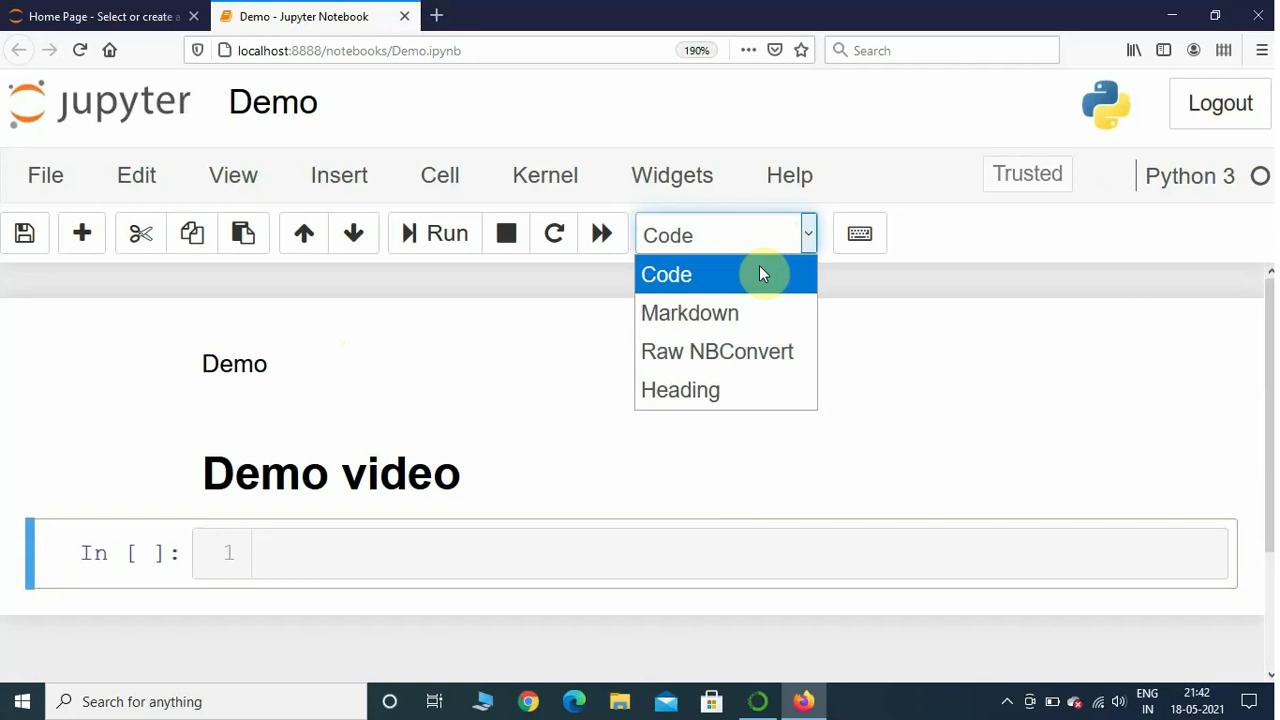 Home Page - Select or create a
Demo - Jupyter Notebook
localhost:8888/notebooks/Demo.ipynb
190%
Search
jupyter
Demo
Logout
File
Edit
View
Insert
Cell
Kernel
Widgets
Help
Trusted
Python 3
Run
Code
Code
Markdown
Raw NBConvert
Heading
Demo
Demo video
In [ ]:
1
Search for anything
ENG
IN
21:42
18-05-2021